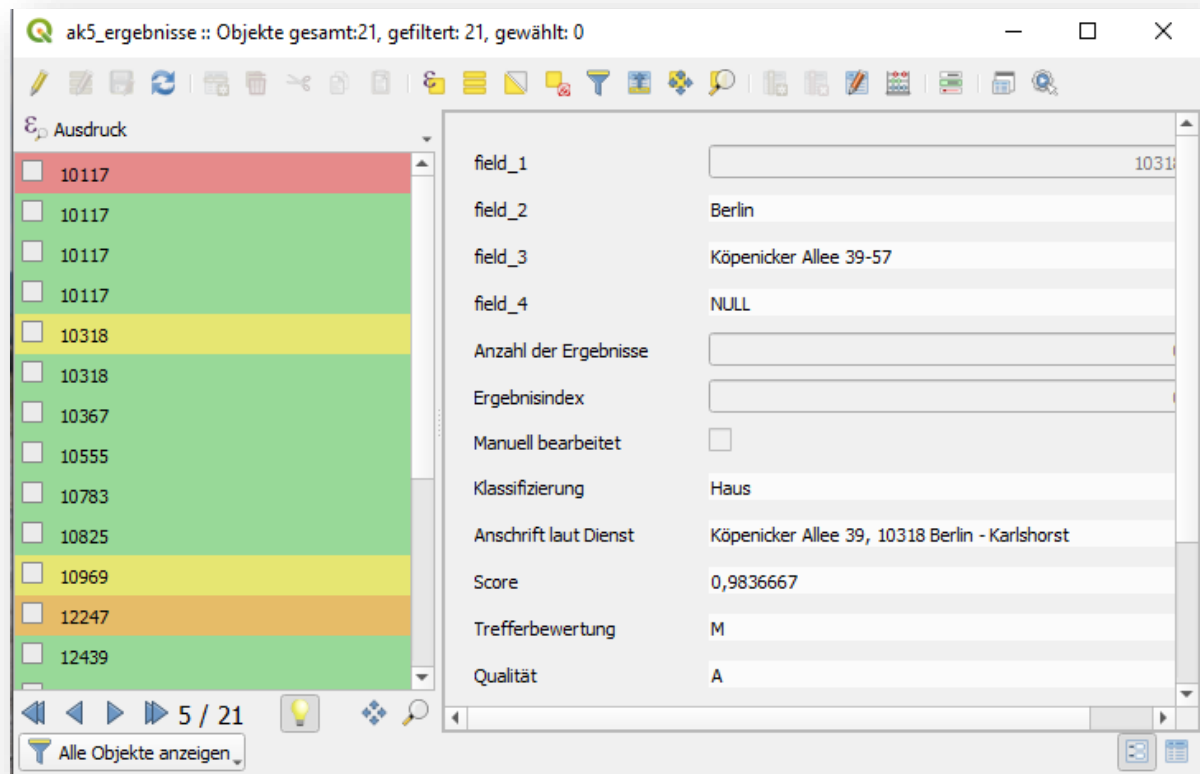 ak5_ergebnisse :: Objekte gesamt:21, gefiltert: 21, gewählt: 0
Ausdruck
10117
10117
10117
10117
10318
10318
10367
10555
10783
10825
10969
12247
12439
5 / 21
Alle Objekte anzeigen
field_1
field_2 Berlin
field_3 Köpenicker Allee 39-57
field_4 NULL
Anzahl der Ergebnisse
Ergebnisindex
Manuell bearbeitet
Klassifizierung Haus
Anschrift laut Dienst Köpenicker Allee 39, 10318 Berlin - Karlshorst
Score 0,9836667
Trefferbewertung M
Qualität A